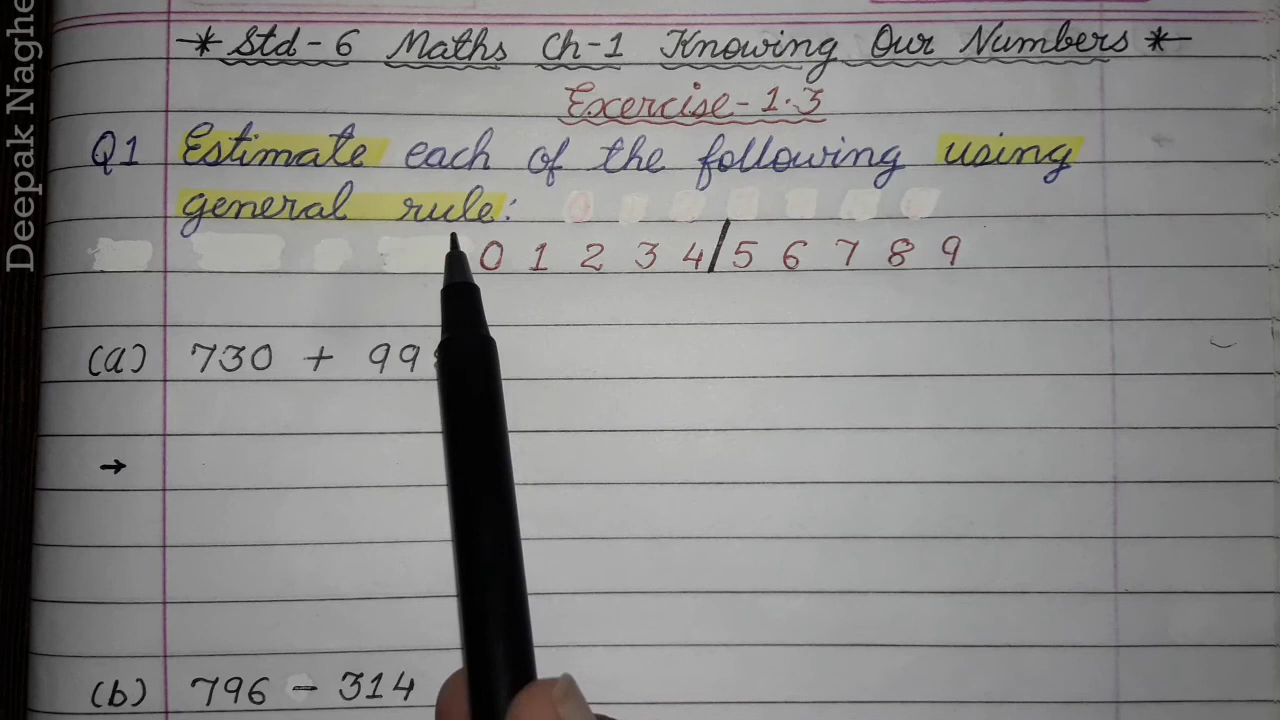 * Std-6 Maths Ch-1 Knowing Our Numbers *
Exercise-1.3
Q1 Estimate each of the following using
general rule:
0 1 2 3 4/5 6 7 8 9
(a) 730 + 99
→
(b) 796 - 314
Deepak Naghe